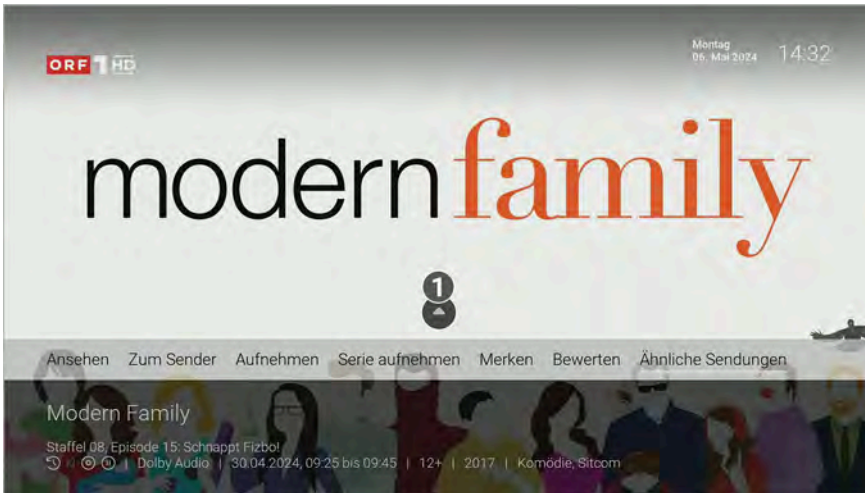 ORF 1 HD
Montag
06. Mai 2024
14:32
modern family
1
Ansehen Zum Sender Aufnehmen Serie aufnehmen Merken Bewerten Ähnliche Sendungen
Modern Family
Staffel 08, Episode 15: Schnappt Fizbo!
| Dolby Audio | 30.04.2024, 09:25 bis 09:45 | 12+ | 2017 | Komödie, Sitcom